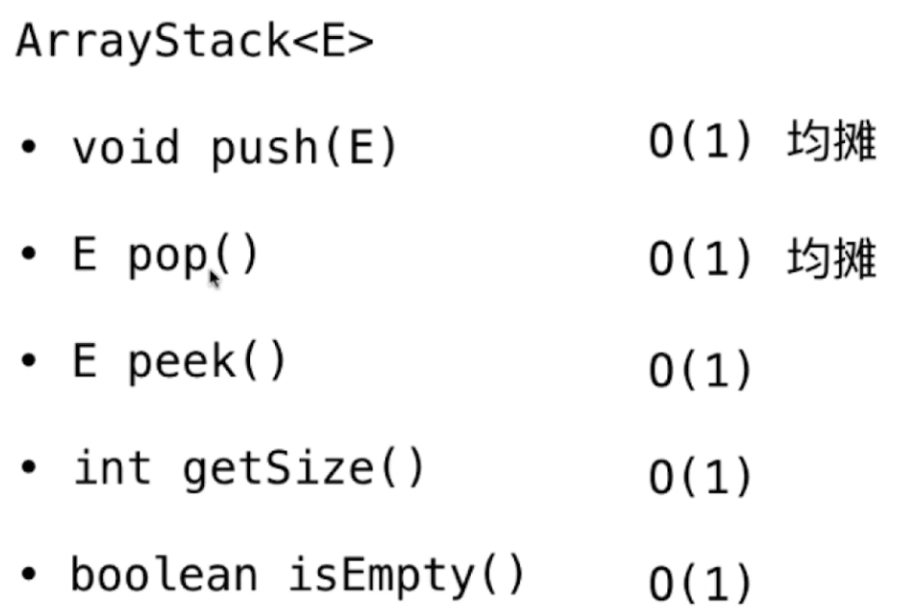 ArrayStack<E>
• void push(E) O(1) 均摊
• E pop() O(1) 均摊
• E peek() O(1)
• int getSize() O(1)
• boolean isEmpty() O(1)